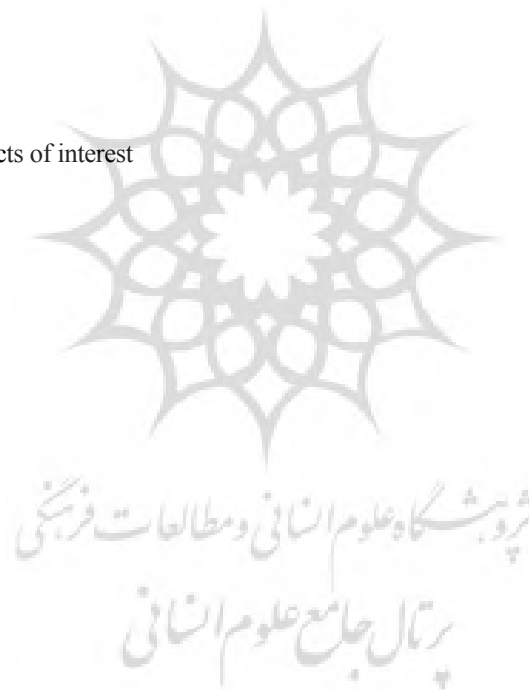 cts of interest
پژوهشگاه علوم انسانی و مطالعات فرهنگی
پرتال جامع علوم انسانی